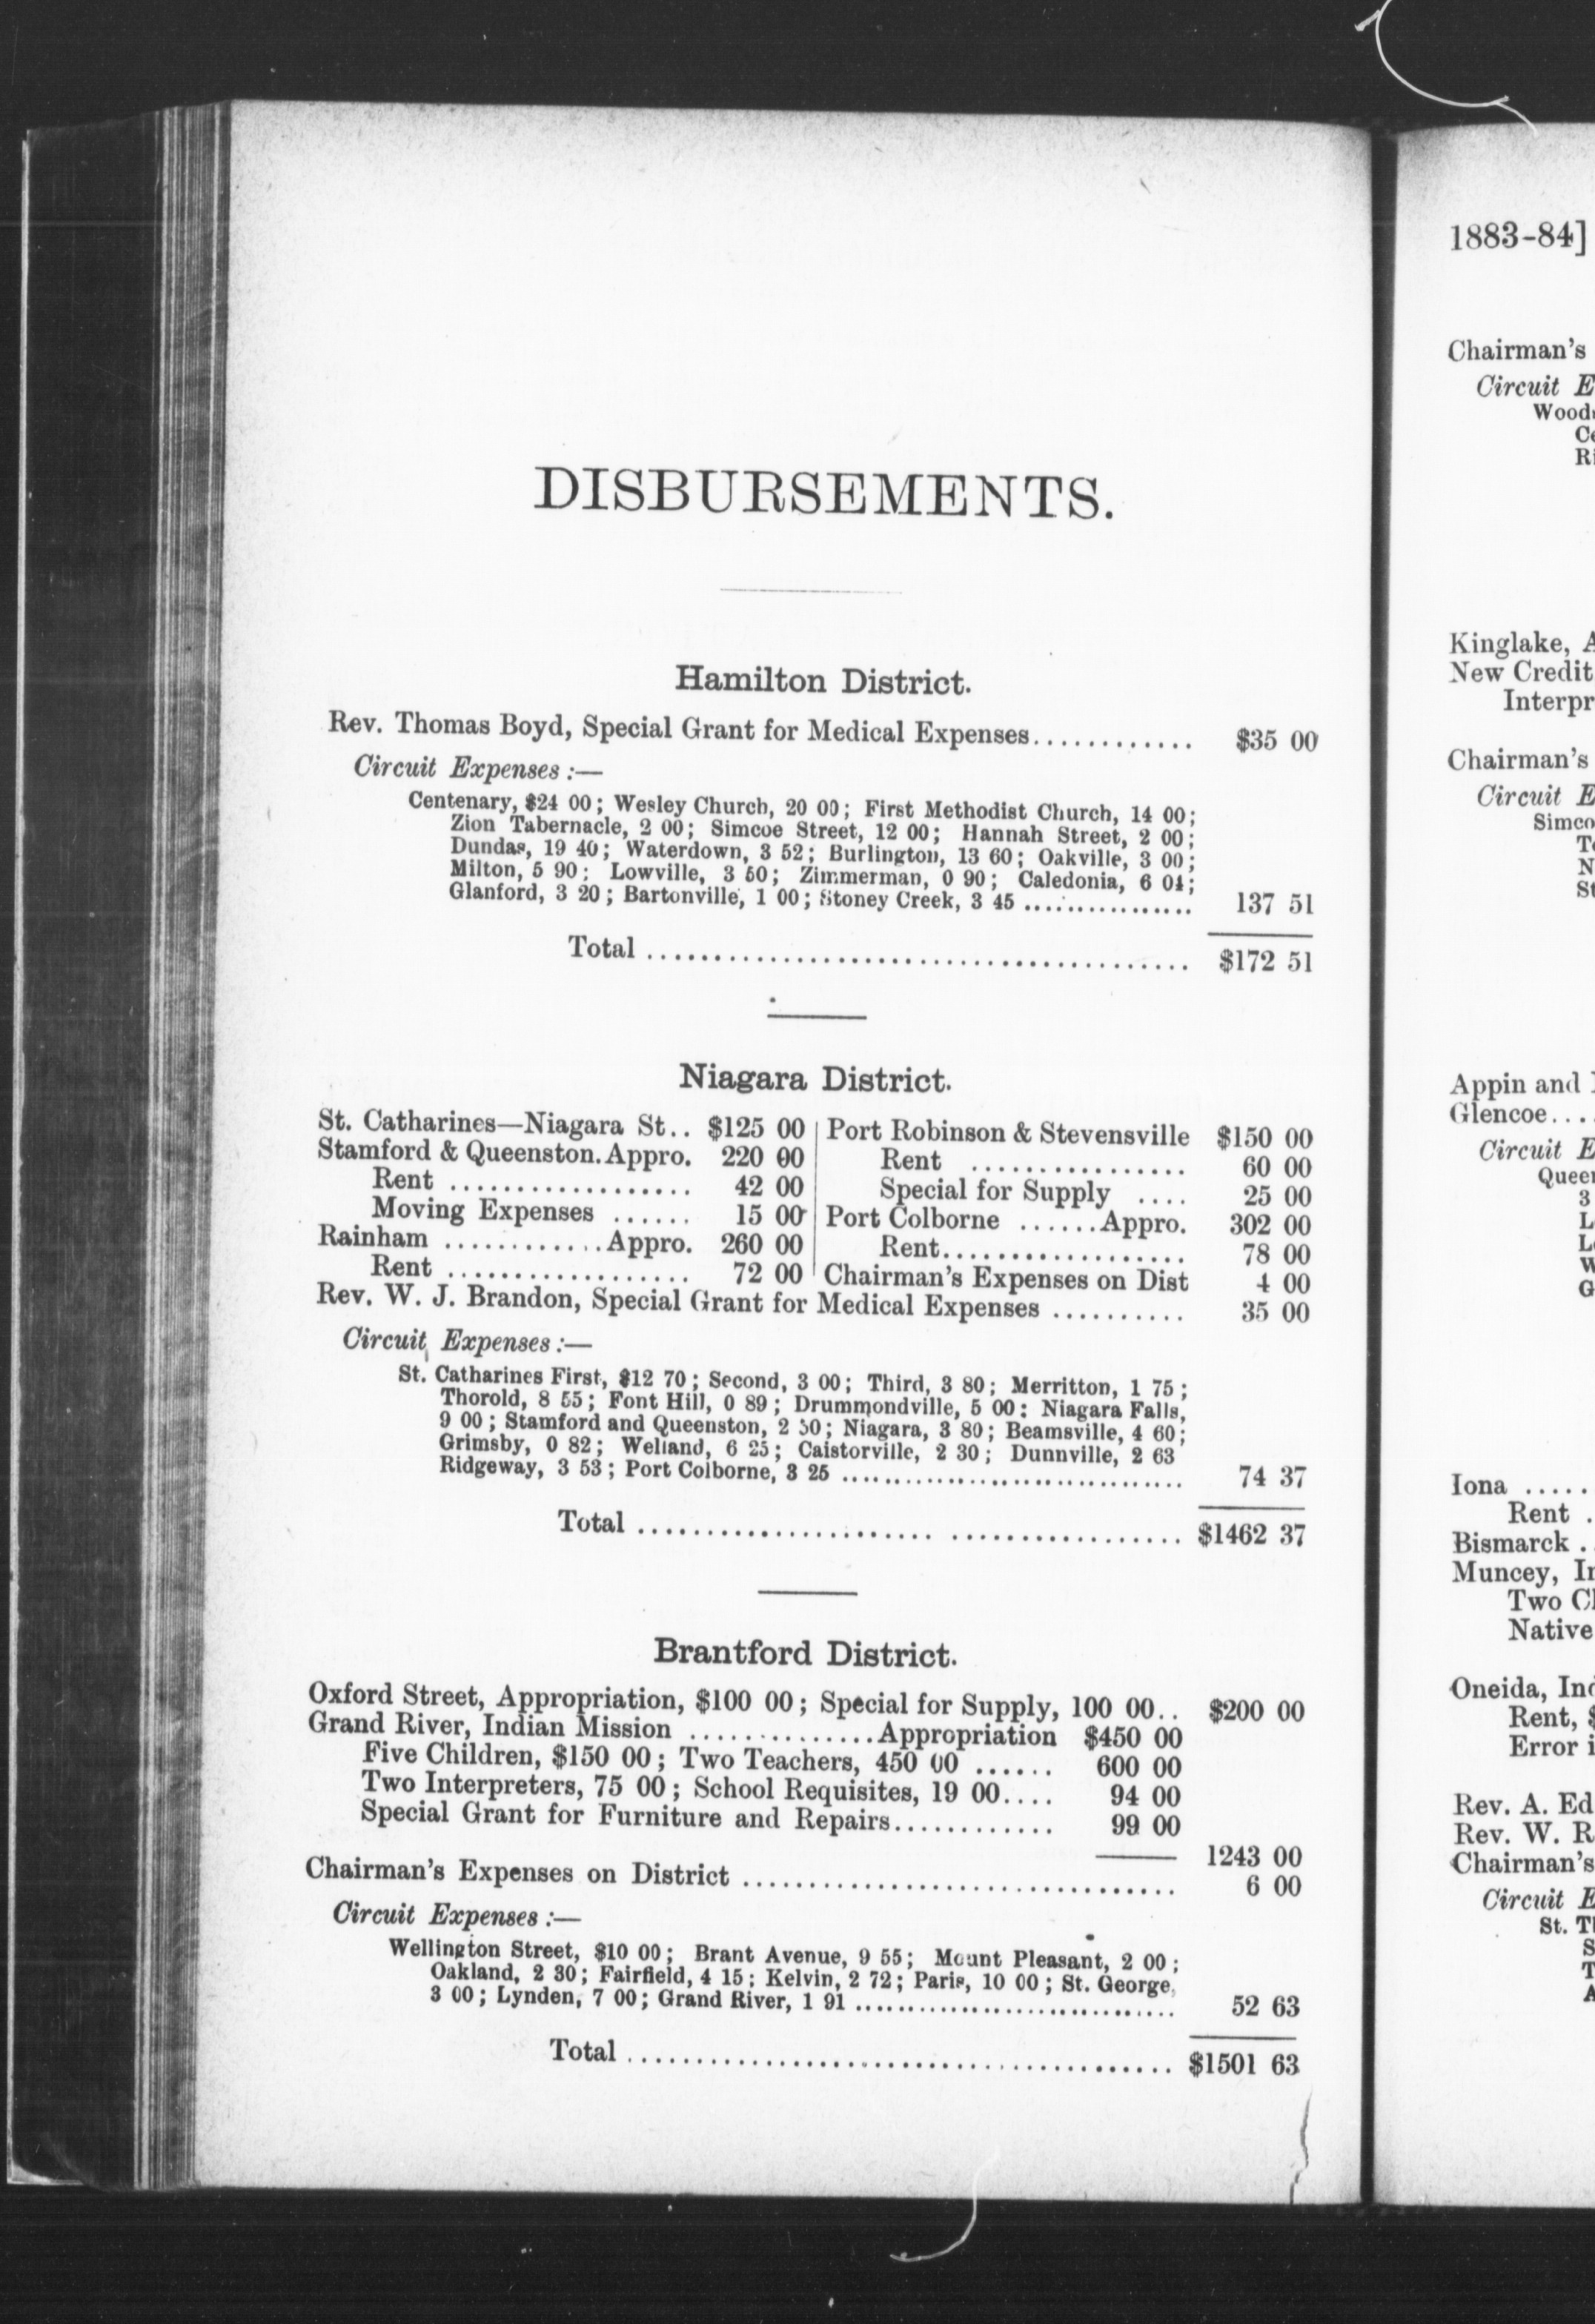 DISBURSEMENTS.
Hamilton District.
Rev. Thomas Boyd, Special Grant for Medical Expenses............ $35 00
Circuit Expenses :—
Centenary, $24 00; Wesley Church, 20 00; First Methodist Church, 14 00;
Zion Tabernacle, 2 00; Simcoe Street, 12 00; Hannah Street, 2 00;
Dundas, 19 40; Waterdown, 3 52; Burlington, 13 60; Oakville, 3 00;
Milton, 5 90; Lowville, 3 50; Zimmerman, 0 90; Caledonia, 6 04;
Glanford, 3 20; Bartonville, 1 00; Stoney Creek, 3 45 ................ 137 51
Total ........................................ $172 51
Niagara District.
St. Catharines—Niagara St.. $125 00
Stamford & Queenston. Appro. 220 00
Rent .................. 42 00
Moving Expenses ...... 15 00
Rainham ............Appro. 260 00
Rent .................. 72 00
Port Robinson & Stevensville $150 00
Rent ................ 60 00
Special for Supply .... 25 00
Port Colborne ......Appro. 302 00
Rent.................. 78 00
Chairman's Expenses on Dist 4 00
Rev. W. J. Brandon, Special Grant for Medical Expenses .......... 35 00
Circuit Expenses :—
St. Catharines First, $12 70; Second, 3 00; Third, 3 80; Merritton, 1 75;
Thorold, 8 55; Font Hill, 0 89; Drummondville, 5 00; Niagara Falls,
9 00; Stamford and Queenston, 2 50; Niagara, 3 80; Beamsville, 4 60;
Grimsby, 0 82; Welland, 6 25; Caistorville, 2 30; Dunnville, 2 63
Ridgeway, 3 53; Port Colborne, 3 25 ................................ 74 37
Total ........................................ $1462 37
Brantford District.
Oxford Street, Appropriation, $100 00; Special for Supply, 100 00.. $200 00
Grand River, Indian Mission ..............Appropriation $450 00
Five Children, $150 00; Two Teachers, 450 00 ...... 600 00
Two Interpreters, 75 00; School Requisites, 19 00.... 94 00
Special Grant for Furniture and Repairs............ 99 00
1243 00
Chairman's Expenses on District ................................ 6 00
Circuit Expenses :—
Wellington Street, $10 00; Brant Avenue, 9 55; Mount Pleasant, 2 00;
Oakland, 2 30; Fairfield, 4 15; Kelvin, 2 72; Paris, 10 00; St. George,
3 00; Lynden, 7 00; Grand River, 1 91 ................................ 52 63
Total ........................................ $1501 63
1883-84]
Chairman's
Circuit E
Wood
Ce
Ri
Kinglake, A
New Credit
Interpr
Chairman's
Circuit E
Simco
To
N
St
Appin and
Glencoe....
Circuit E
Queen
3
L
L
W
G
Iona .....
Rent .
Bismarck .
Muncey, In
Two Cl
Native
Oneida, Ind
Rent, $
Error i
Rev. A. Ed
Rev. W. R
Chairman's
Circuit E
St. T
S
T
A